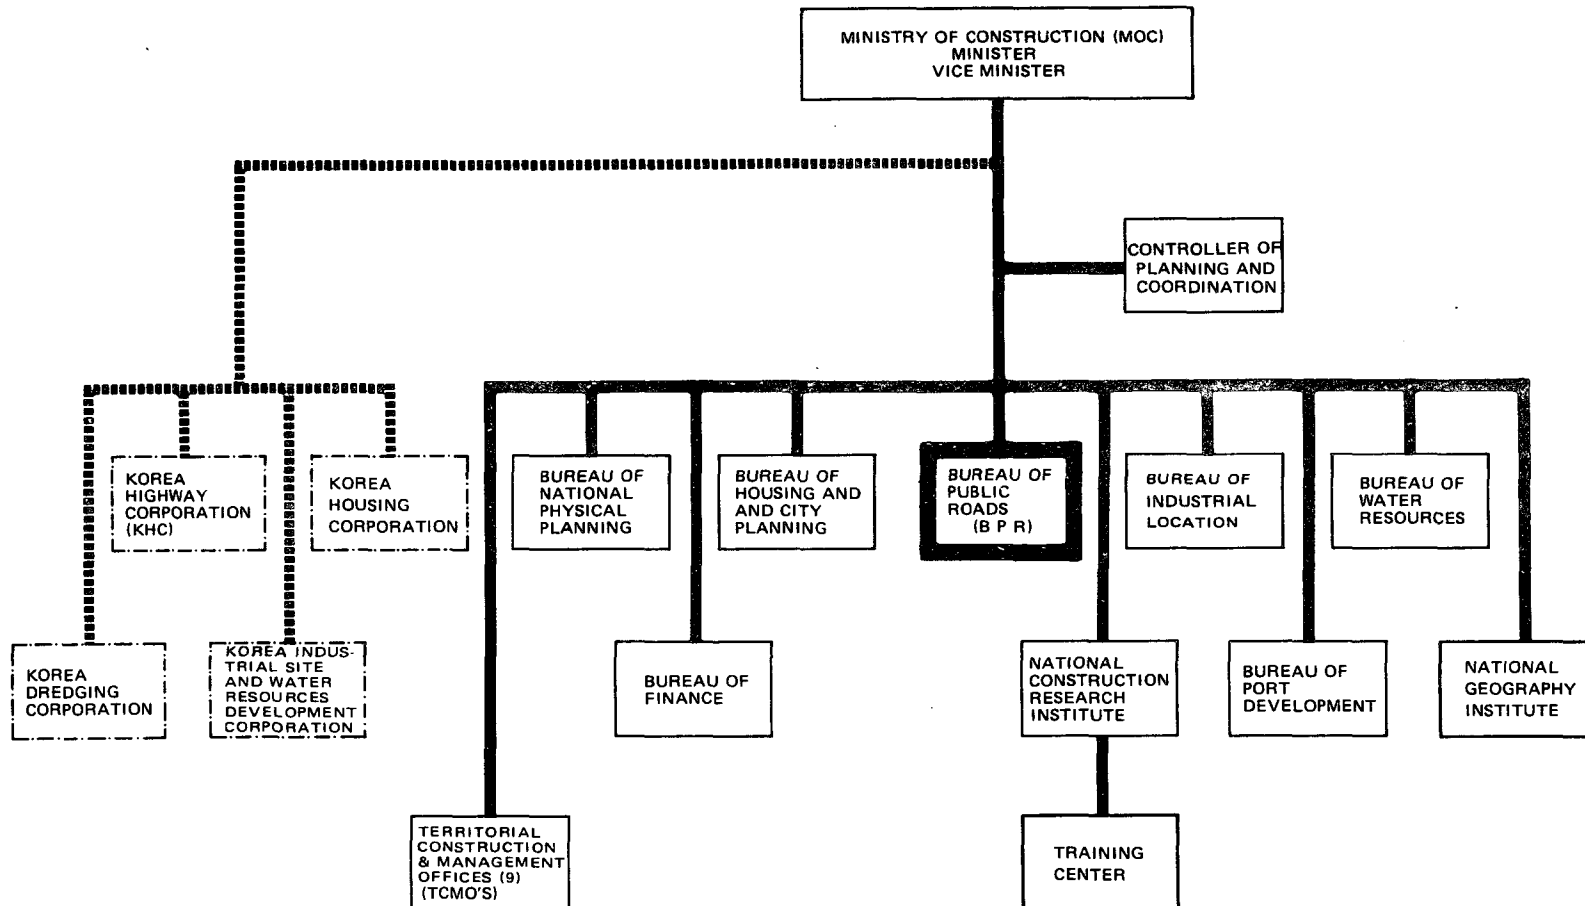 MINISTRY OF CONSTRUCTION (MOC)
MINISTER
VICE MINISTER
CONTROLLER OF
PLANNING AND
COORDINATION
KOREA
HIGHWAY
CORPORATION
(KHC)
KOREA
HOUSING
CORPORATION
BUREAU OF
NATIONAL
PHYSICAL
PLANNING
BUREAU OF
HOUSING AND
AND CITY
PLANNING
BUREAU OF
PUBLIC
ROADS
(B P R)
BUREAU OF
INDUSTRIAL
LOCATION
BUREAU OF
WATER
RESOURCES
KOREA
DREDGING
CORPORATION
KOREA INDUS-
TRIAL SITE
AND WATER
RESOURCES
DEVELOPMENT
CORPORATION
BUREAU OF
FINANCE
NATIONAL
CONSTRUCTION
RESEARCH
INSTITUTE
BUREAU OF
PORT
DEVELOPMENT
NATIONAL
GEOGRAPHY
INSTITUTE
TERRITORIAL
CONSTRUCTION
& MANAGEMENT
OFFICES (9)
(TCMO'S)
TRAINING
CENTER